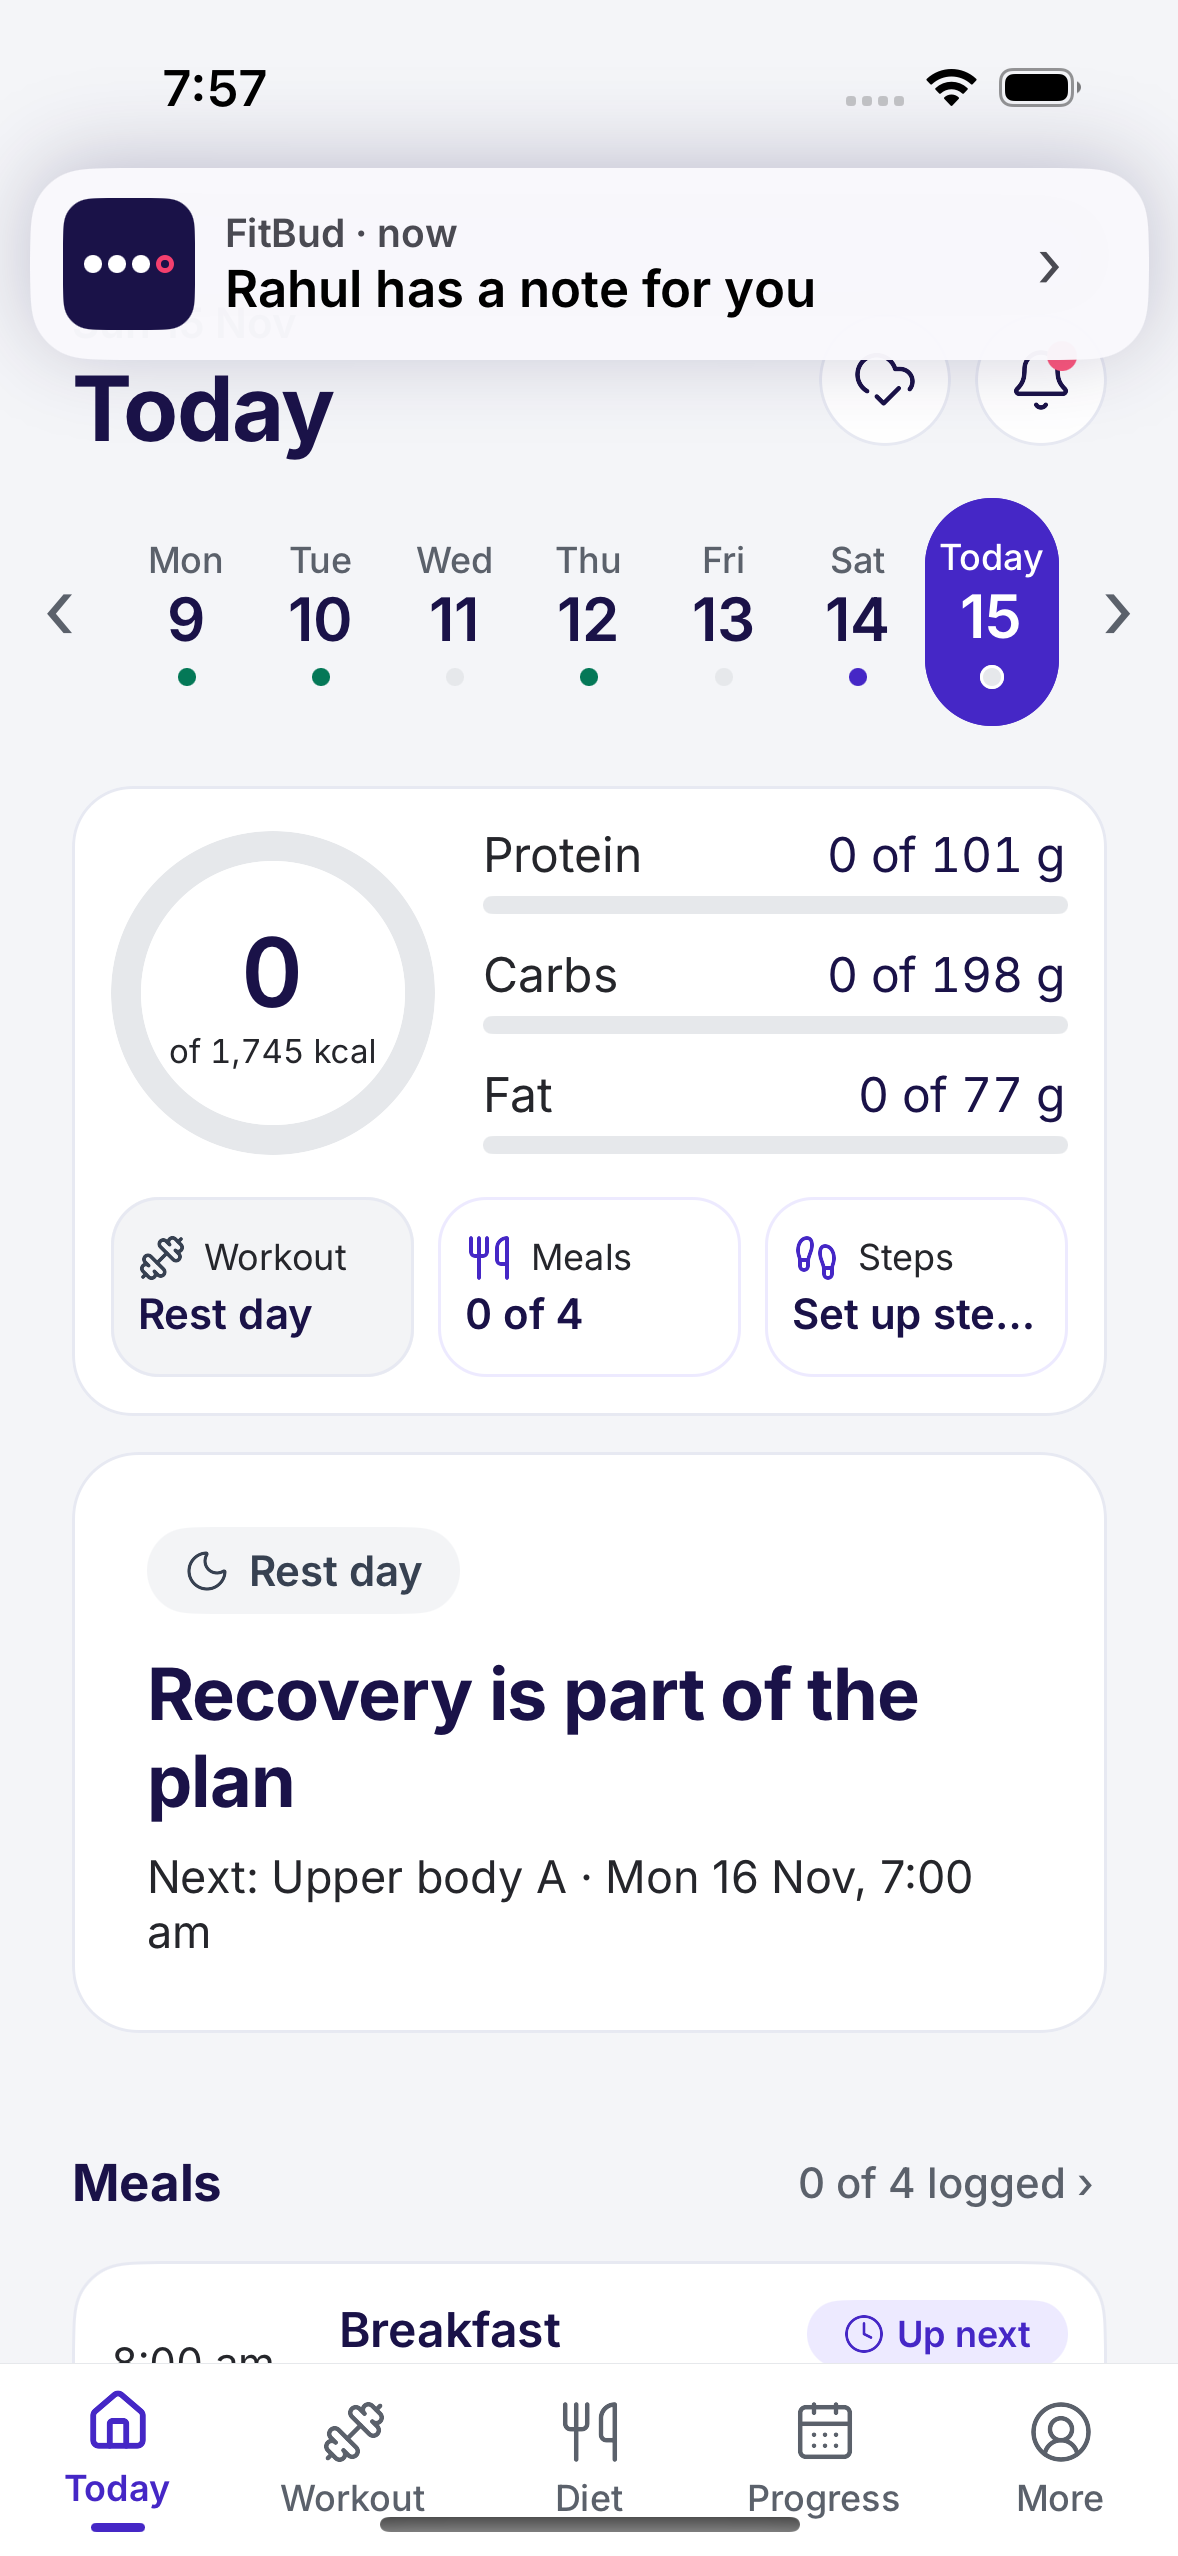 7:57
FitBud · now
Rahul has a note for you
Nov
Today
Mon
Tue
Wed
Thu
Fri
Sat
Today
9
10
11
12
13
14
15
Protein
0 of 101 g
0
of 1,745 kcal
Carbs
0 of 198 g
Fat
0 of 77 g
Workout
Rest day
Meals
0 of 4
Steps
Set up ste...
Rest day
Recovery is part of the
plan
Next: Upper body A · Mon 16 Nov, 7:00
am
Meals
0 of 4 logged ›
Breakfast
Up next
8:00 am
Today
Workout
Diet
Progress
More